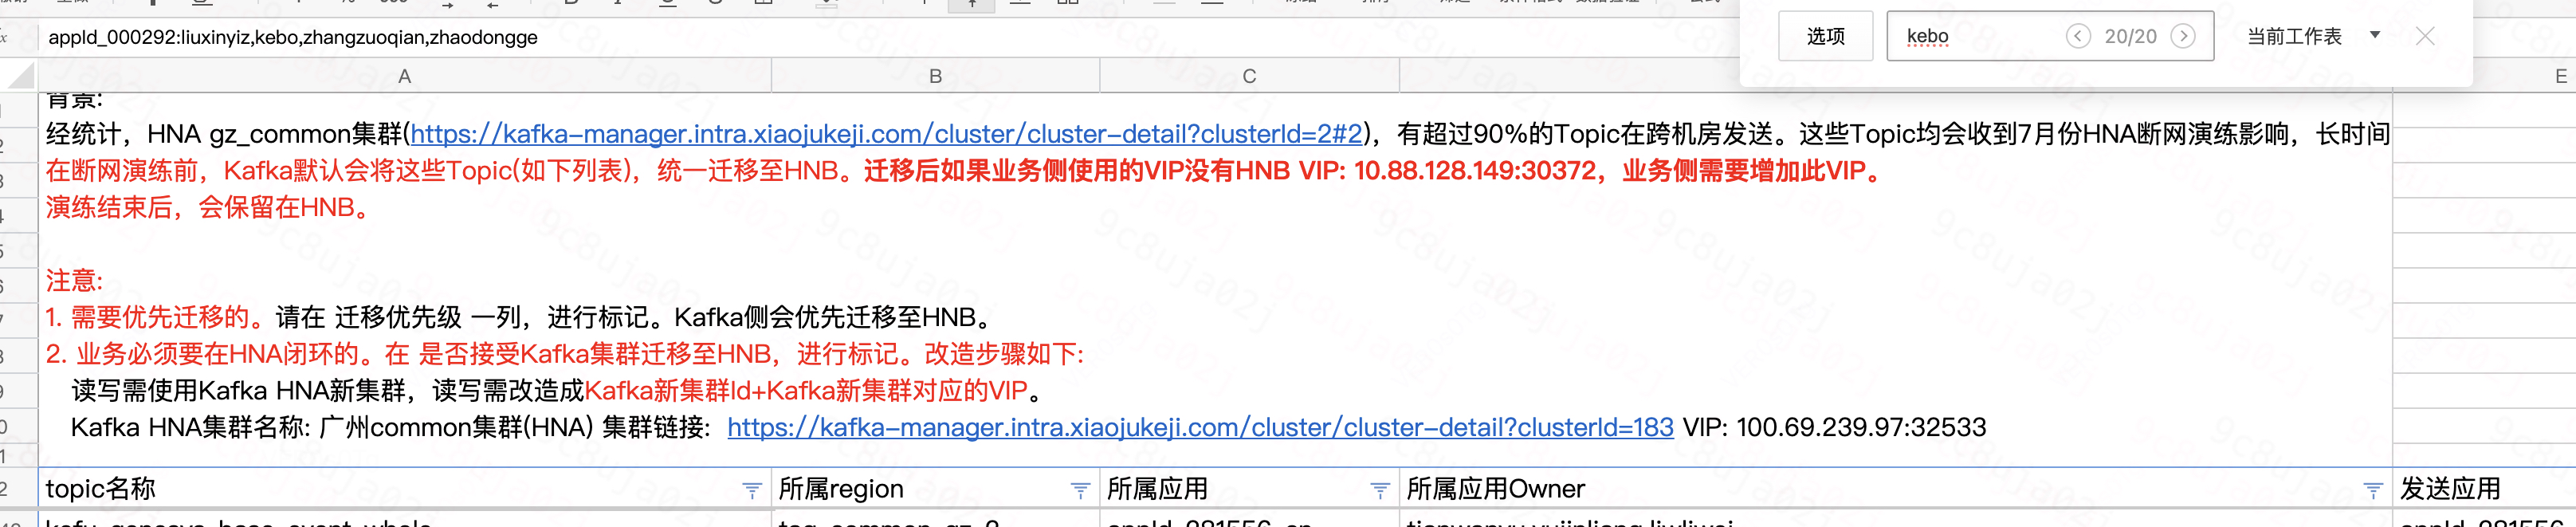 appId_000292:liuxinyiz,kebo,zhangzuoqian,zhaodongge
选项
kebo
20/20
当前工作表
A
B
C
E
背景:
经统计，HNA gz_common集群(https://kafka-manager.intra.xiaojukeji.com/cluster/cluster-detail?clusterId=2#2)，有超过90%的Topic在跨机房发送。这些Topic均会收到7月份HNA断网演练影响，长时间
在断网演练前，Kafka默认会将这些Topic(如下列表)，统一迁移至HNB。迁移后如果业务侧使用的VIP没有HNB VIP: 10.88.128.149:30372，业务侧需要增加此VIP。
演练结束后，会保留在HNB。
注意:
1. 需要优先迁移的。请在 迁移优先级 一列，进行标记。Kafka侧会优先迁移至HNB。
2. 业务必须要在HNA闭环的。在 是否接受Kafka集群迁移至HNB，进行标记。改造步骤如下:
读写需使用Kafka HNA新集群，读写需改造成Kafka新集群Id+Kafka新集群对应的VIP。
Kafka HNA集群名称: 广州common集群(HNA) 集群链接: https://kafka-manager.intra.xiaojukeji.com/cluster/cluster-detail?clusterId=183 VIP: 100.69.239.97:32533
topic名称
所属region
所属应用
所属应用Owner
发送应用